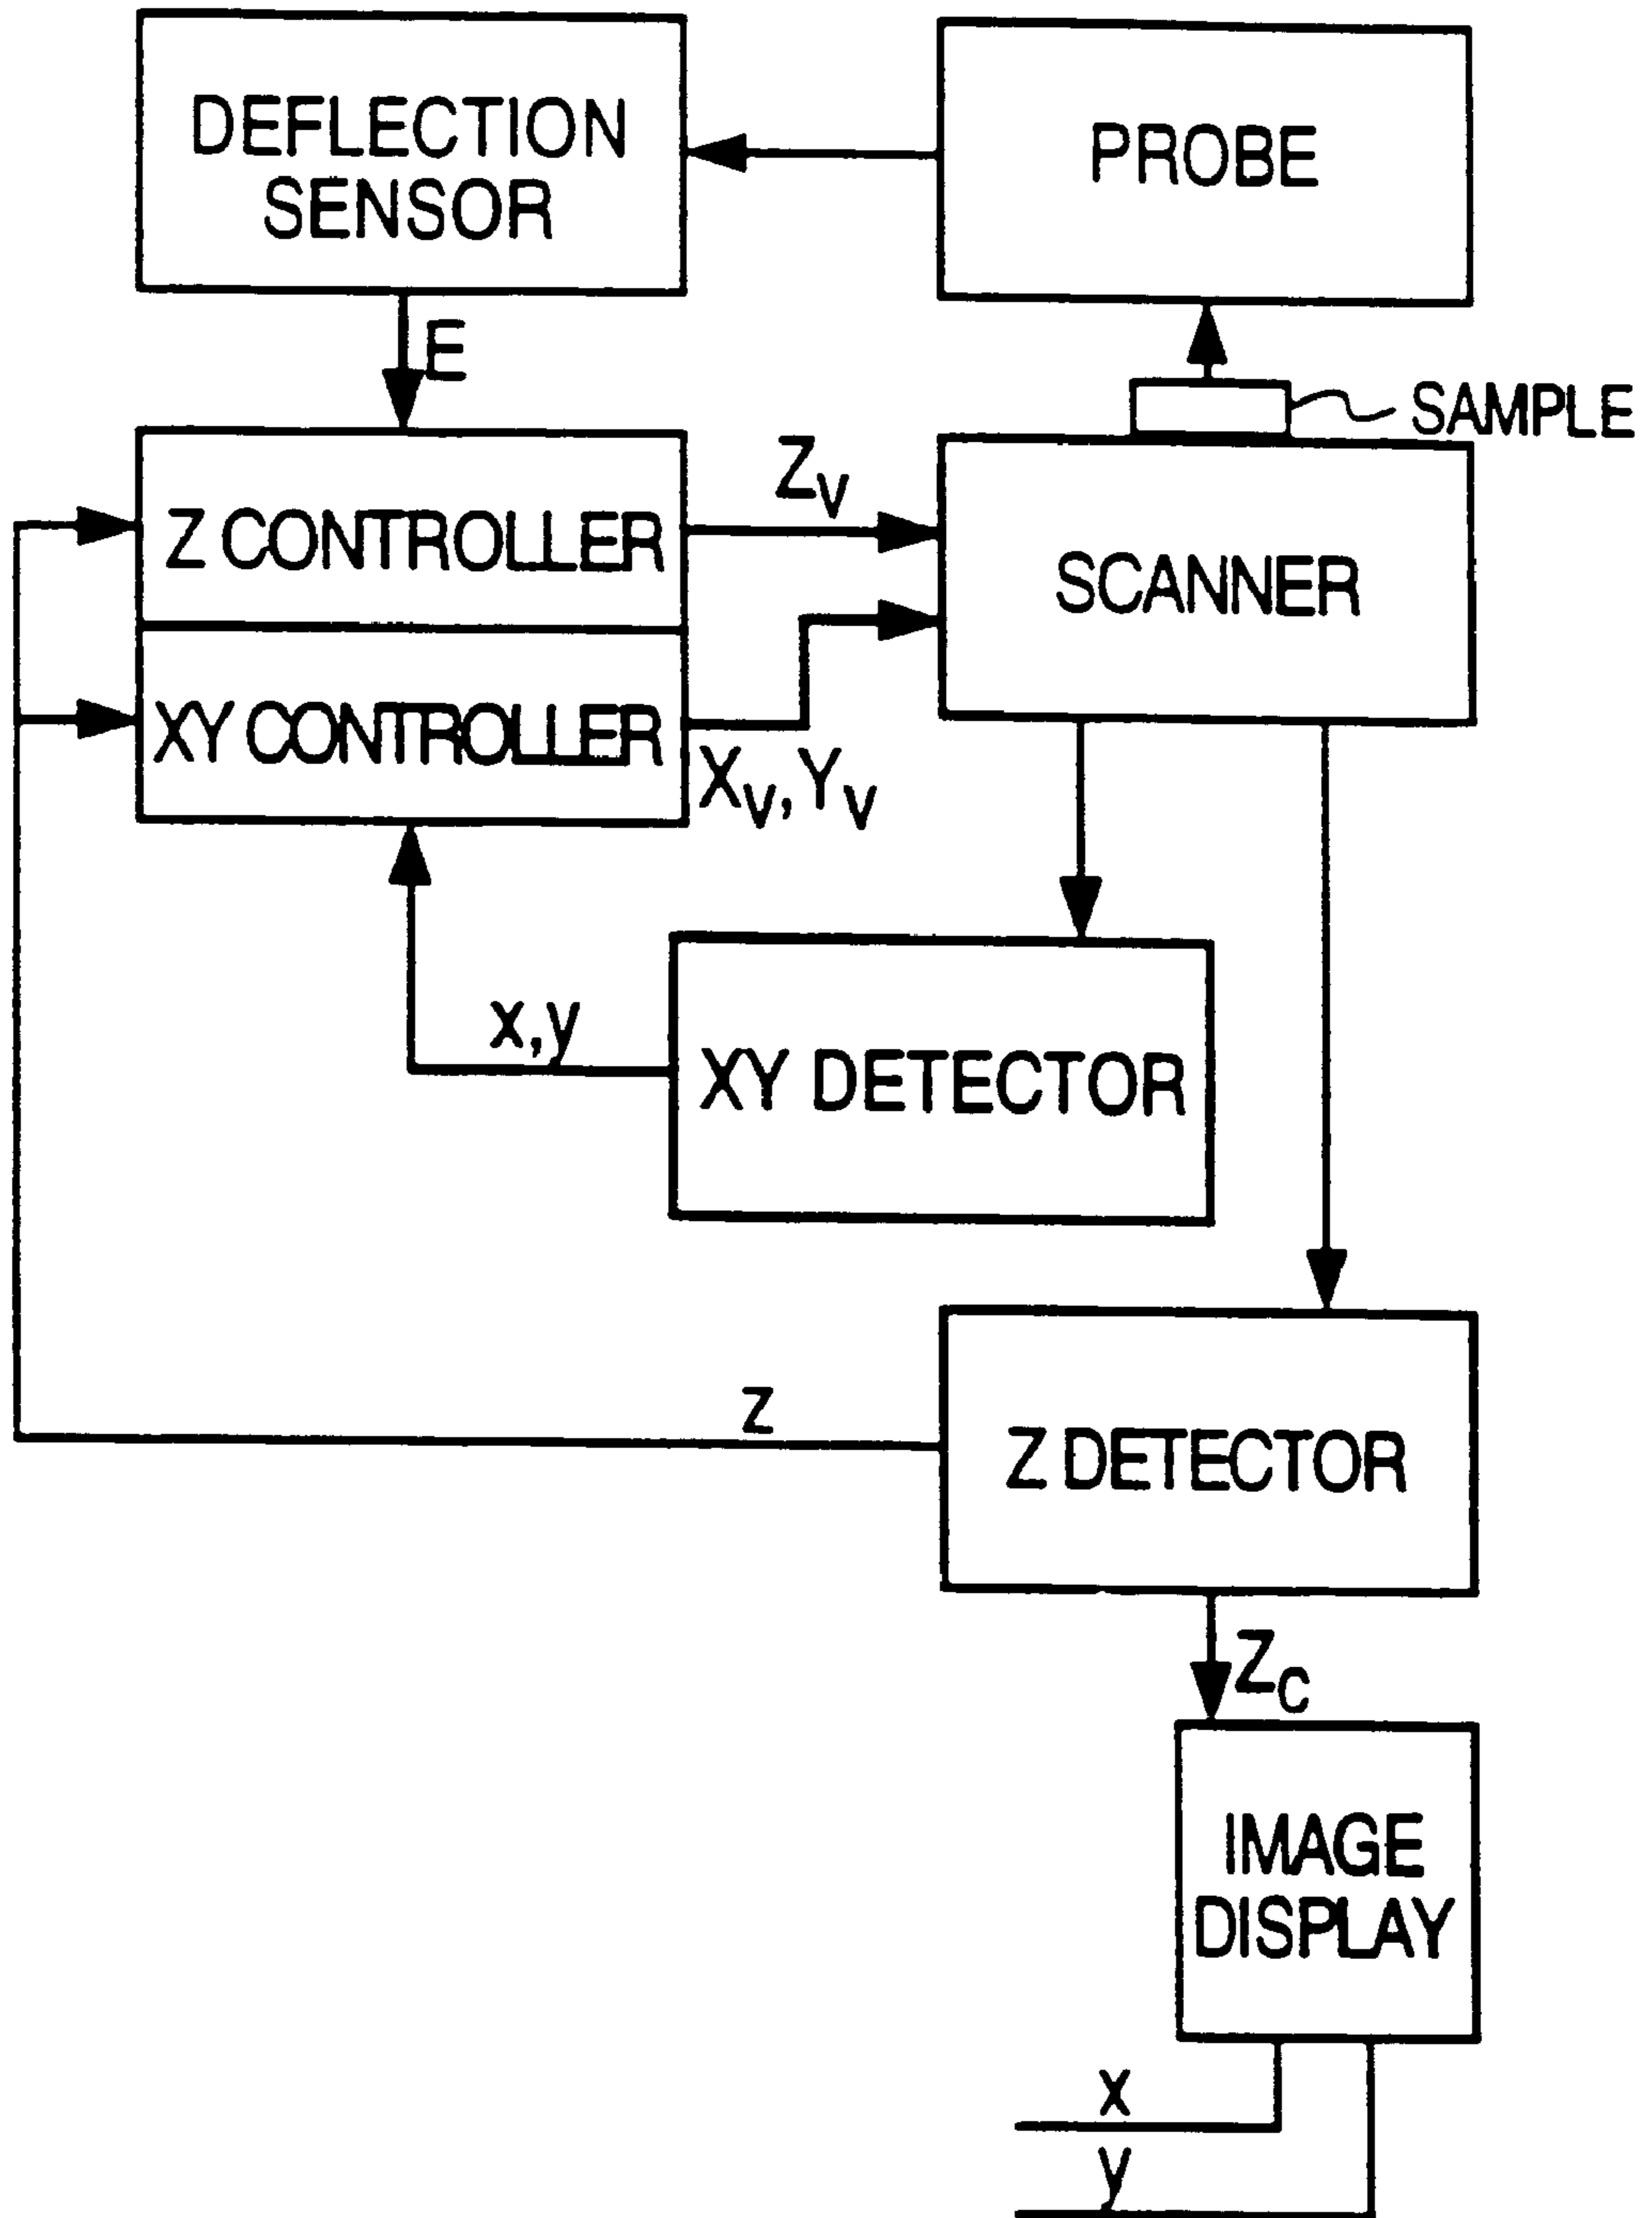 DEFLECTION
SENSOR
PROBE
E
SAMPLE
Z CONTROLLER
Zv
SCANNER
XY CONTROLLER
Xv, Yv
x,y
XY DETECTOR
z
Z DETECTOR
Zc
IMAGE
DISPLAY
x
y